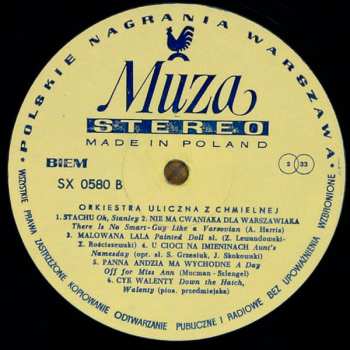 • POLSKIE NAGRANIA WARSZAWA •
Muza
STEREO
MADE IN POLAND
BIEM
S 33
SX 0580 B
ORKIESTRA ULICZNA Z CHMIELNEJ
1. STACHU Oh, Stanley 2. NIE MA CWANIAKA DLA WARSZAWIAKA
There Is No Smart-Guy Like a Varsovian (A. Harris)
3. MALOWANA LALA Painted Doll sł. (Z. Lewandowski-
Z. Rościszewski) 4. U CIOCI NA IMIENINACH Aunt's
Namesday (opr. sł. S. Grzesiuk, J. Skokowski)
5. PANNA ANDZIA MA WYCHODNE A Day
Off for Miss Ann (Mocman-Szlengel)
6. CYK WALENTY Down the Hatch,
Walenty (pios. przedmiejska)
WSZYSTKIE PRAWA ZASTRZEŻONE KOPIOWANIE ODTWARZANIE PUBLICZNE I RADIOWE BEZ UPOWAŻNIENIA WZBRONIONE